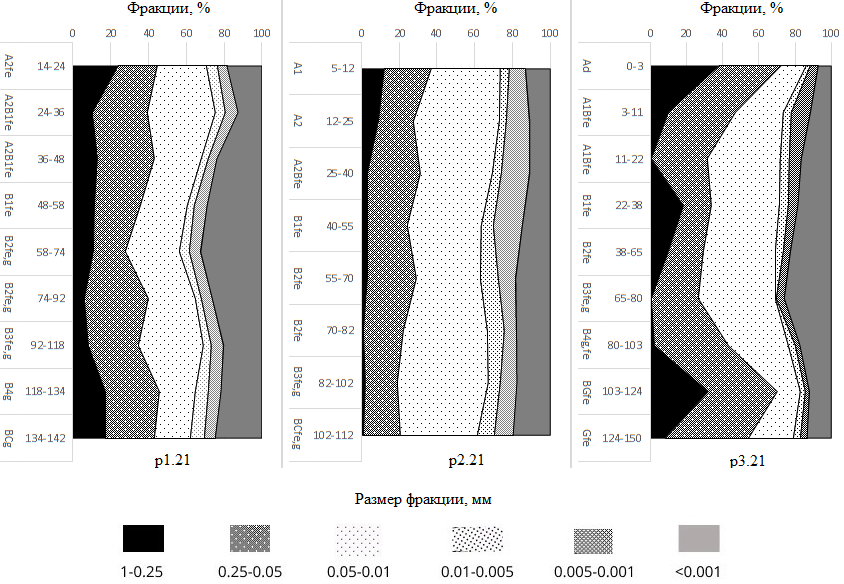 Фракции, %
0 20 40 60 80 100
A2fe 14-24
A2B1fe 24-36
A2B1fe 36-48
B1fe 48-58
B2fe,g 58-74
B2fe,g 74-92
B3fe,g 92-118
B4g 118-134
BCg 134-142
p1.21
Фракции, %
0 20 40 60 80 100
A1 5-12
A2 12-25
A2Bfe 25-40
B1fe 40-55
B2fe 55-70
B2fe 70-82
B3fe,g 82-102
BCfe,g 102-112
p2.21
Фракции, %
0 20 40 60 80 100
Ad 0-3
A1Bfe 3-11
A1Bfe 11-22
B1fe 22-38
B2fe 38-65
B3fe,g 65-80
B4gfe 80-103
BGfe 103-124
Gfe 124-150
p3.21
Размер фракции, мм
1-0.25 0.25-0.05 0.05-0.01 0.01-0.005 0.005-0.001 <0.001